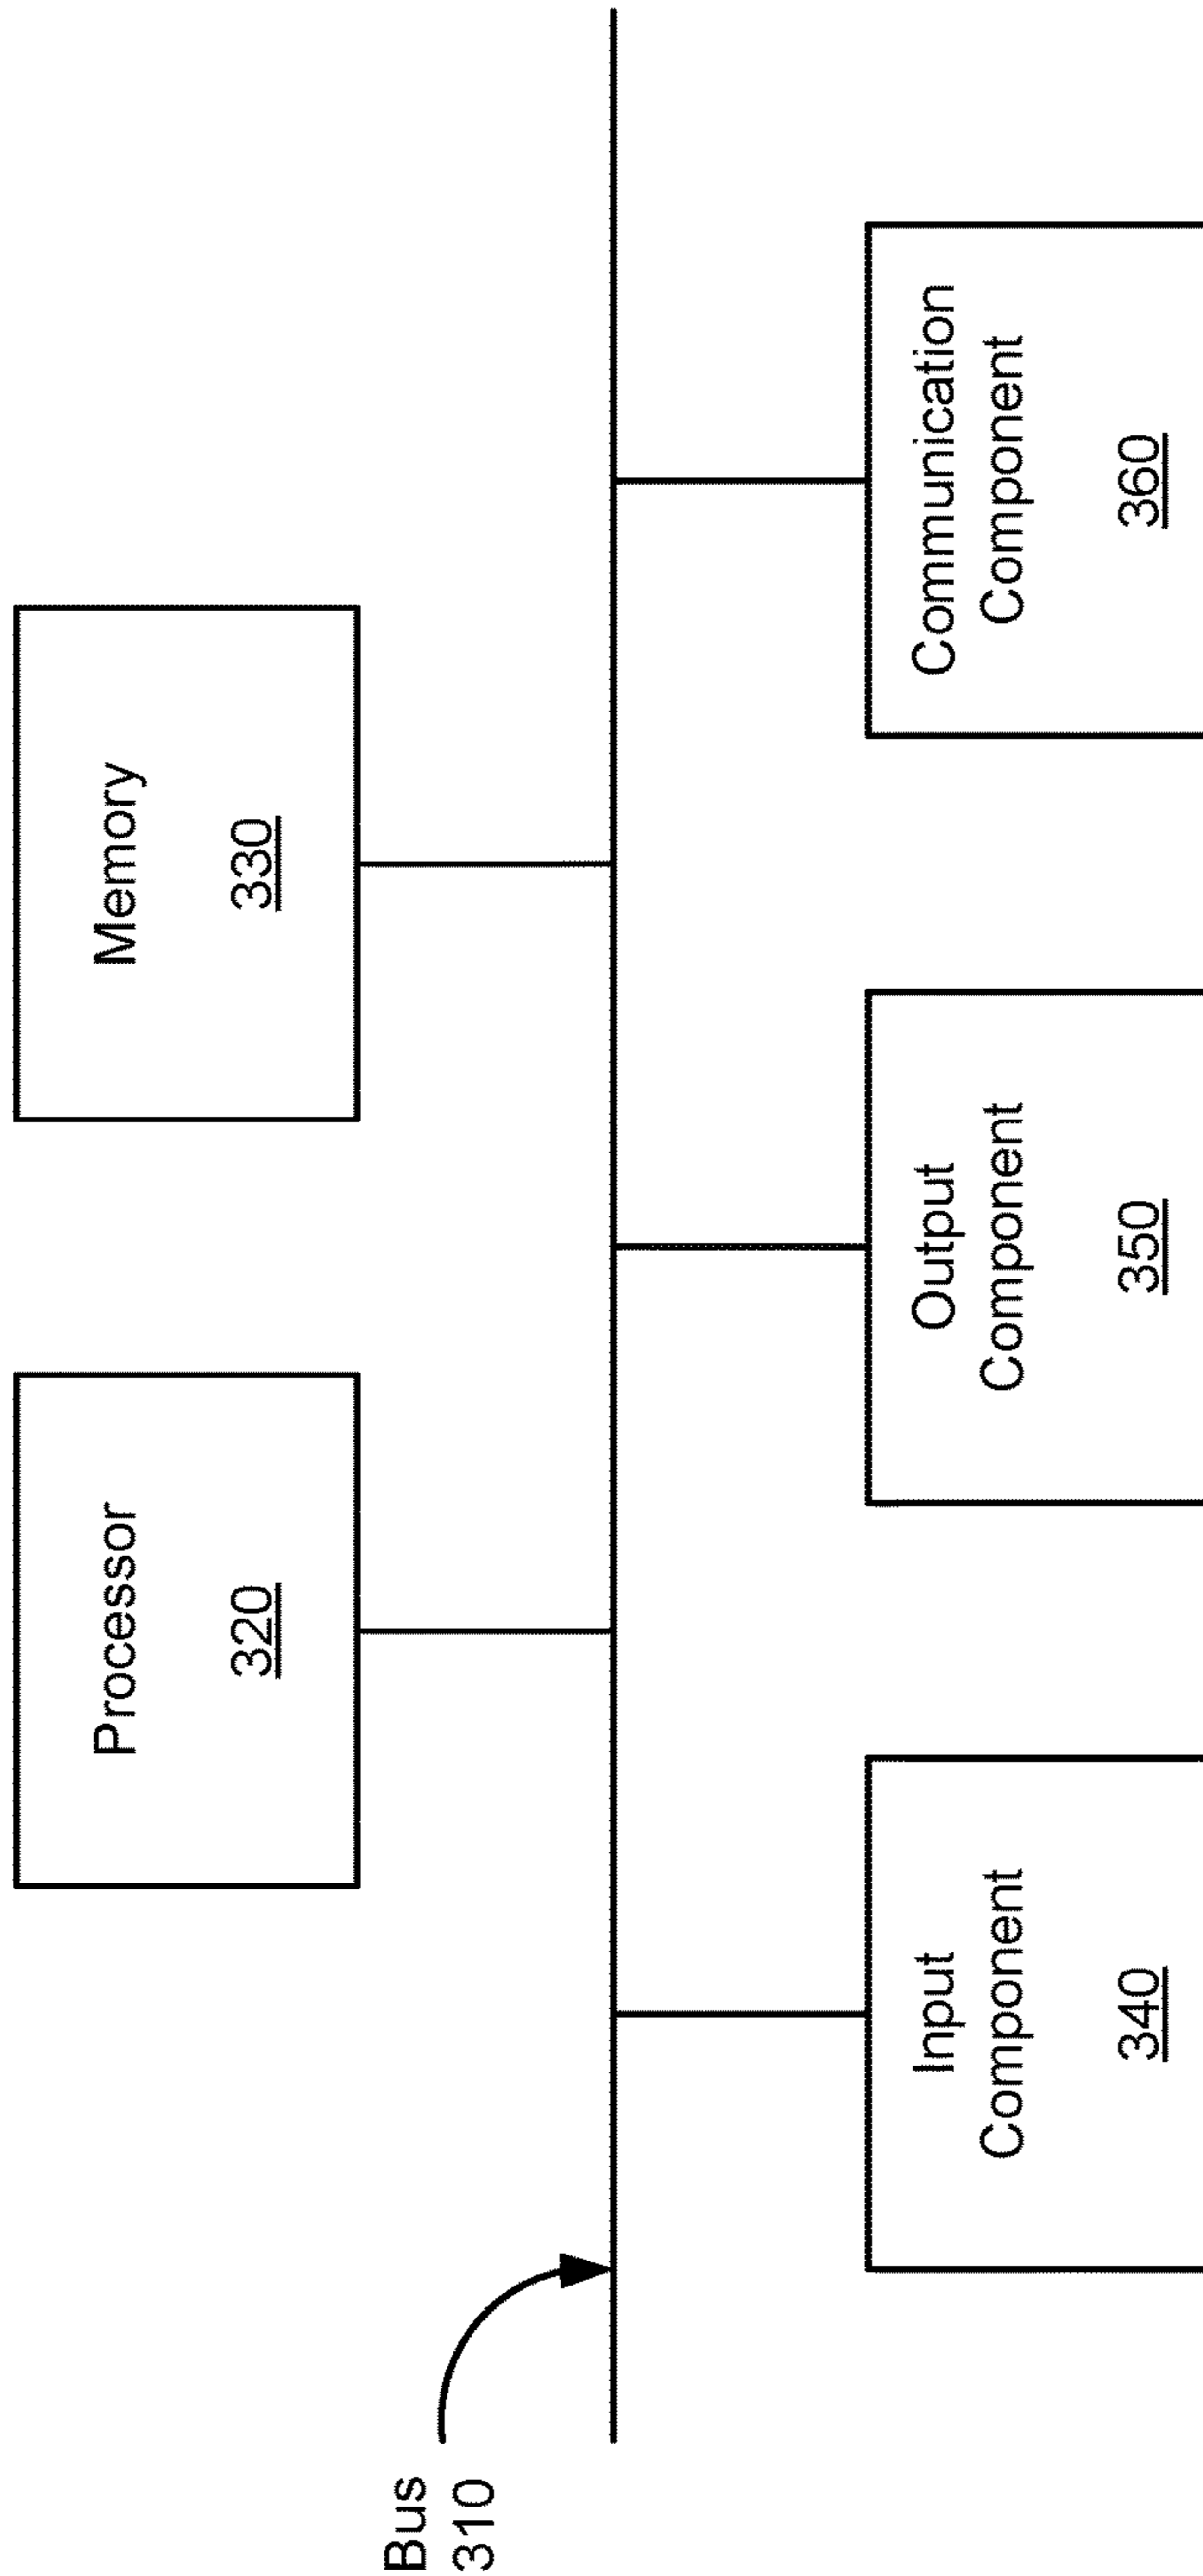 Processor
320
Memory
330
Bus
310
Input
Component
340
Output
Component
350
Communication
Component
360